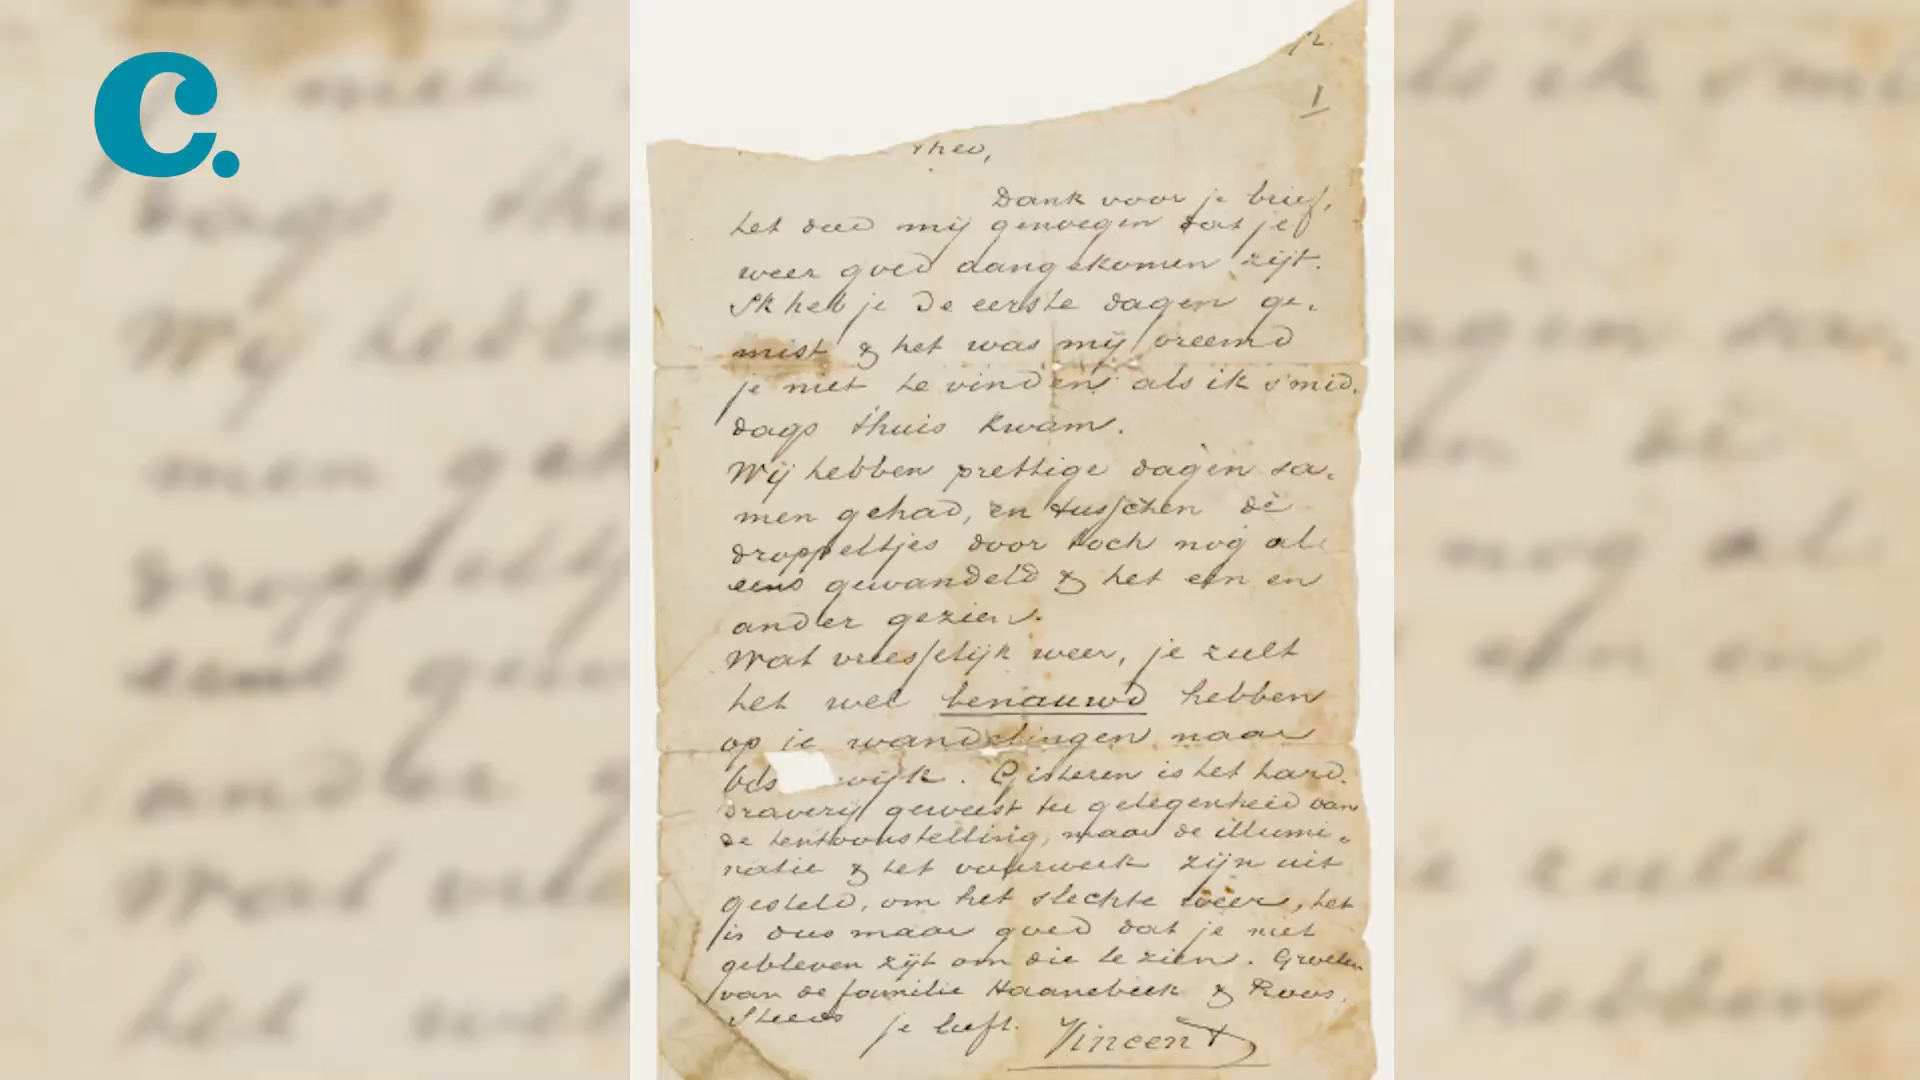 C.
1
Theo,
Dank voor je brief,
het deed mij genoegen dat je
weer goed aangekomen zijt.
Ik heb je de eerste dagen ge-
mist & het was mij vreemd
je niet te vinden als ik s'mid-
dags thuis kwam.
Wij hebben prettige dagen sa-
men gehad, en tusschen de
droppeltjes door toch nog al
eens gewandeld & het een en
ander gezien.
Wat vreesselijk weer, je zult
het wel benauwd hebben
op je wandelingen naar
wijk. Gisteren is het hard-
draverij geweest ter gelegenheid van
de tentoonstelling, maar de illumi-
natie & het vuurwerk zijn uit
gesteld, om het slechte weer, het
is dus maar goed dat je niet
gebleven zijt om die te zien. Groeten
van de familie Haanebeek & Roos.
Steeds je liefh.
Vincent